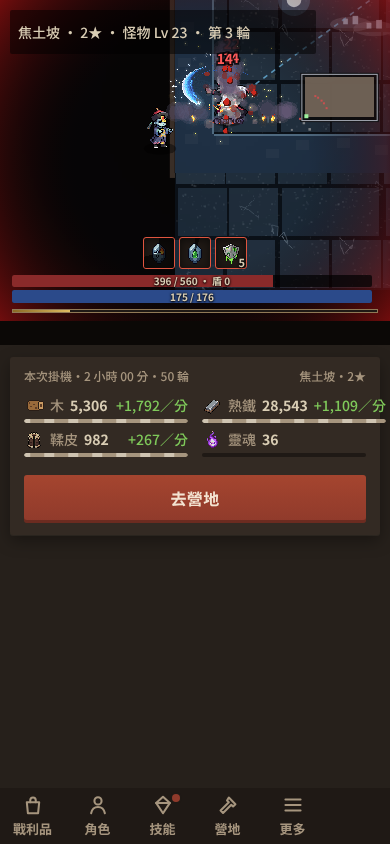 焦土坡 • 2★ • 怪物 Lv 23 • 第 3 輪
144
5
396 / 560 • 盾 0
175 / 176
本次掛機・2 小時 00 分・50 輪
焦土坡・2★
木 5,306 +1,792／分
熟鐵 28,543 +1,109／分
鞣皮 982 +267／分
靈魂 36
去營地
戰利品
角色
技能
營地
更多